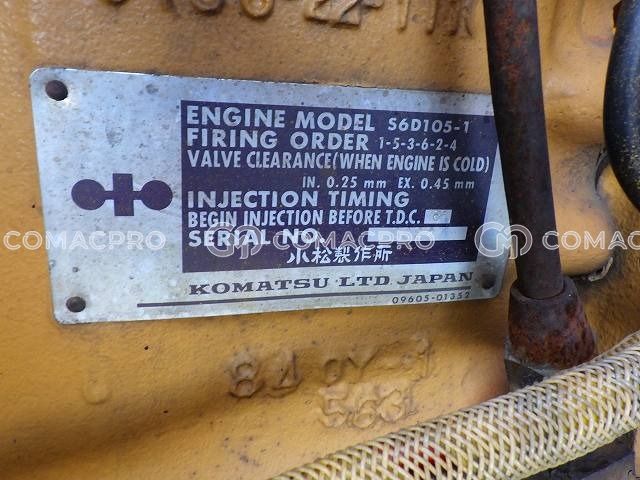 ENGINE MODEL S6D105-1
FIRING ORDER 1-5-3-6-2-4
VALVE CLEARANCE(WHEN ENGINE IS COLD)
IN. 0.25 mm EX. 0.45 mm
INJECTION TIMING
BEGIN INJECTION BEFORE T.D.C.
SERIAL NO.
COMACPRO COMACPRO COMACPRO
小松製作所
KOMATSU LTD JAPAN
09605-01352
563